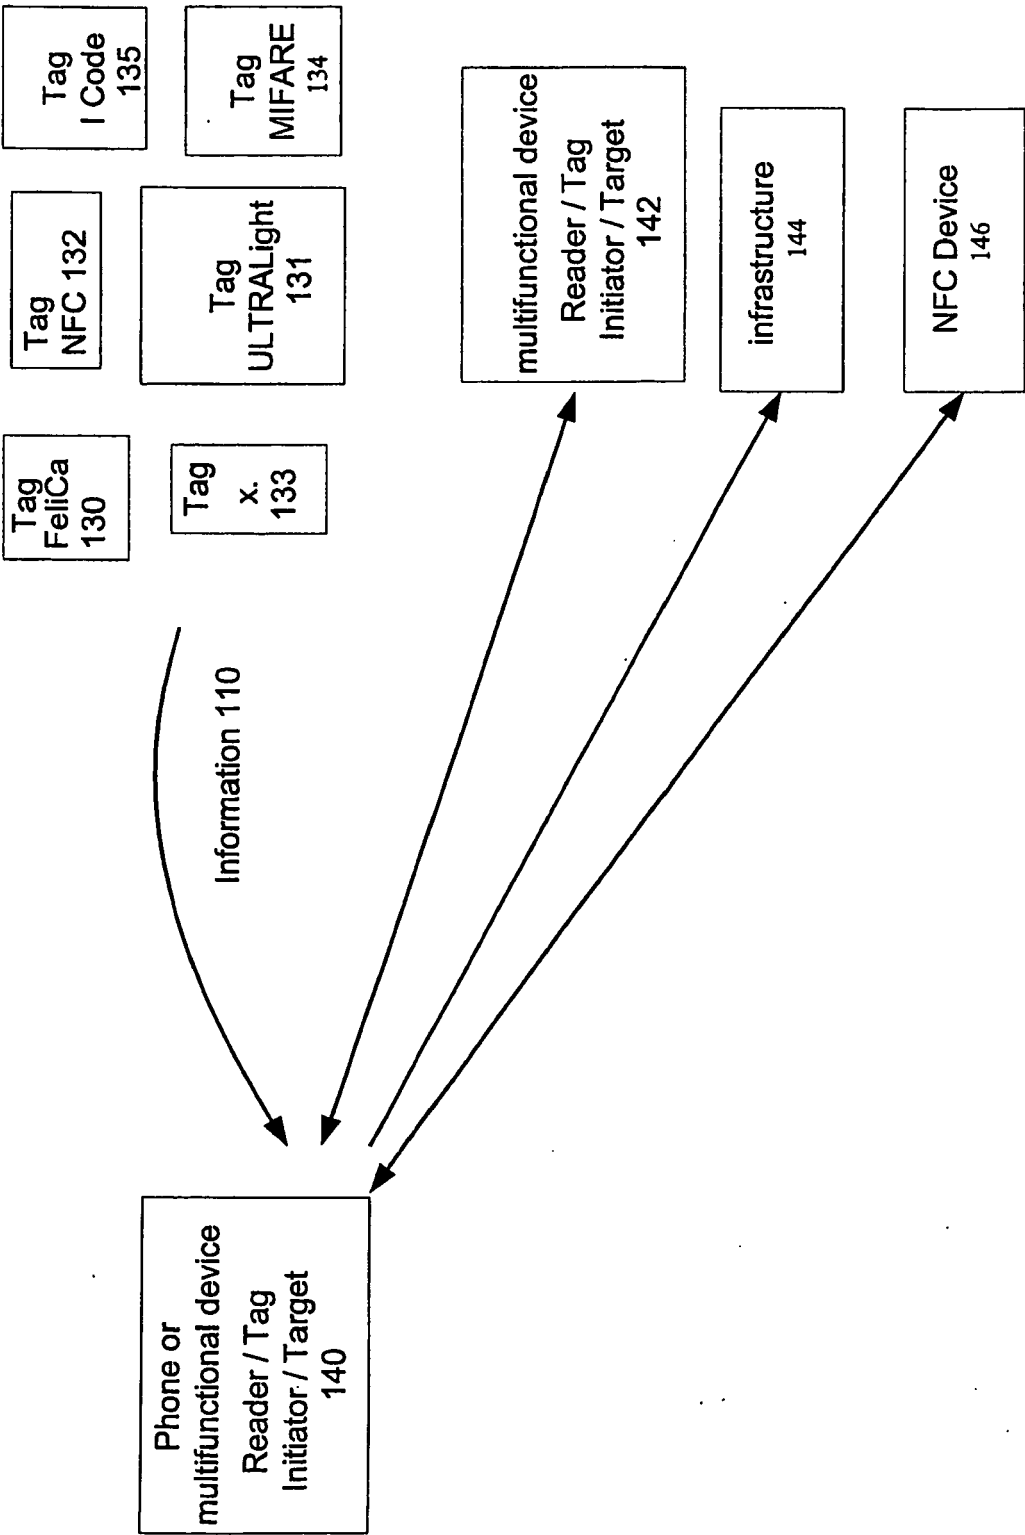 Tag
FeliCa
130
Tag
NFC 132
Tag
I Code
135
Tag
x.
133
Tag
ULTRALight
131
Tag
MIFARE
134
Information 110
Phone or
multifunctional device
Reader / Tag
Initiator / Target
140
multifunctional device
Reader / Tag
Initiator / Target
142
infrastructure
144
NFC Device
146